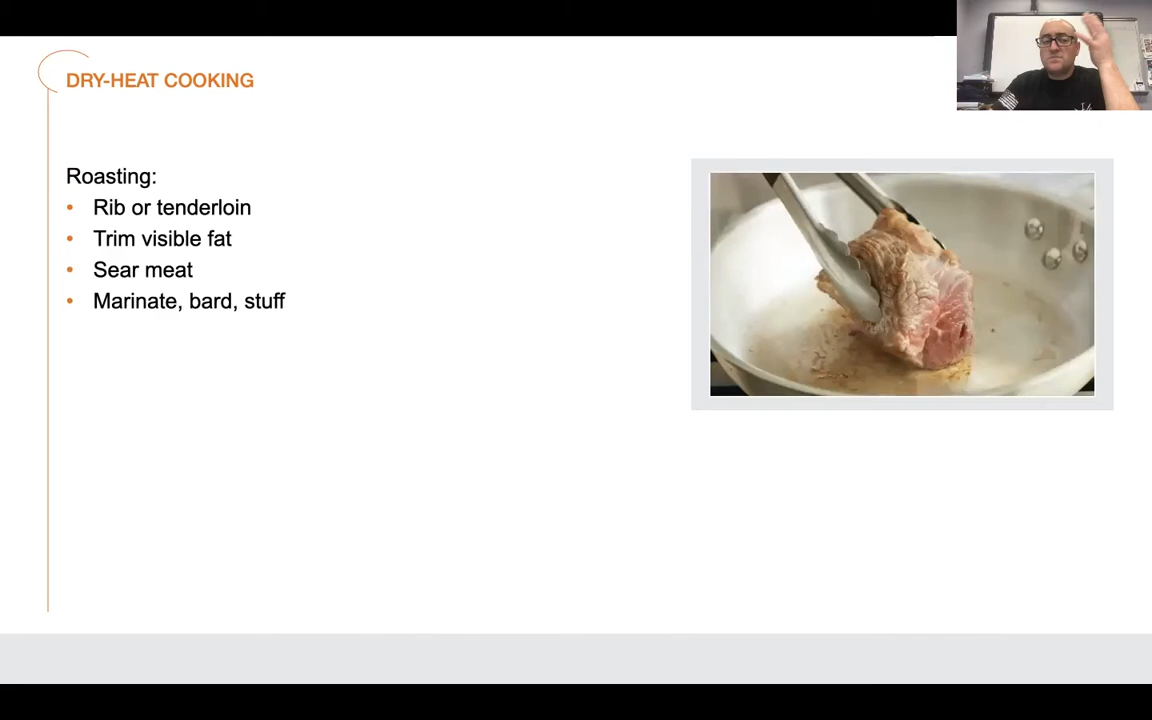 DRY-HEAT COOKING
Roasting:
• Rib or tenderloin
• Trim visible fat
• Sear meat
• Marinate, bard, stuff